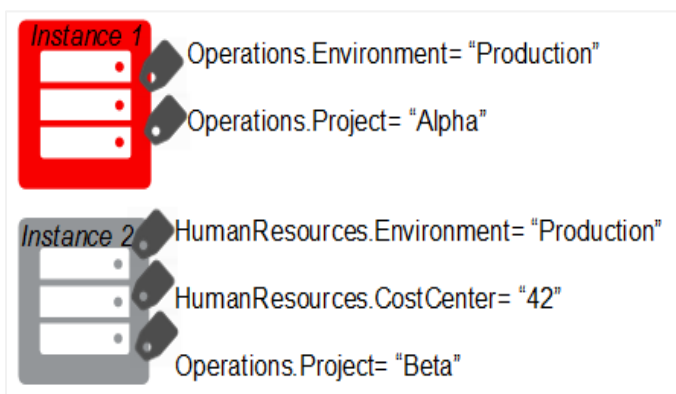 Instance 1
Operations.Environment= “Production”
Operations.Project= “Alpha”
Instance 2
HumanResources.Environment= “Production”
HumanResources.CostCenter= “42”
Operations.Project= “Beta”